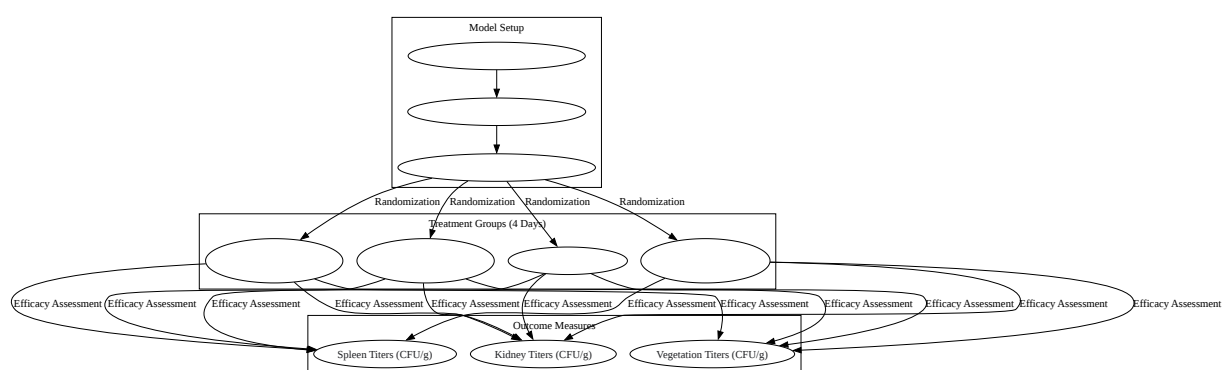 Model Setup
Randomization
Randomization
Randomization
Randomization
Treatment Groups (4 Days)
Efficacy Assessment
Efficacy Assessment
Efficacy Assessment
Efficacy Assessment
Efficacy Assessment
Efficacy Assessment
Efficacy Assessment
Efficacy Assessment
Efficacy Assessment
Efficacy Assessment
Efficacy Assessment
Efficacy Assessment
Outcome Measures
Spleen Titers (CFU/g)
Kidney Titers (CFU/g)
Vegetation Titers (CFU/g)